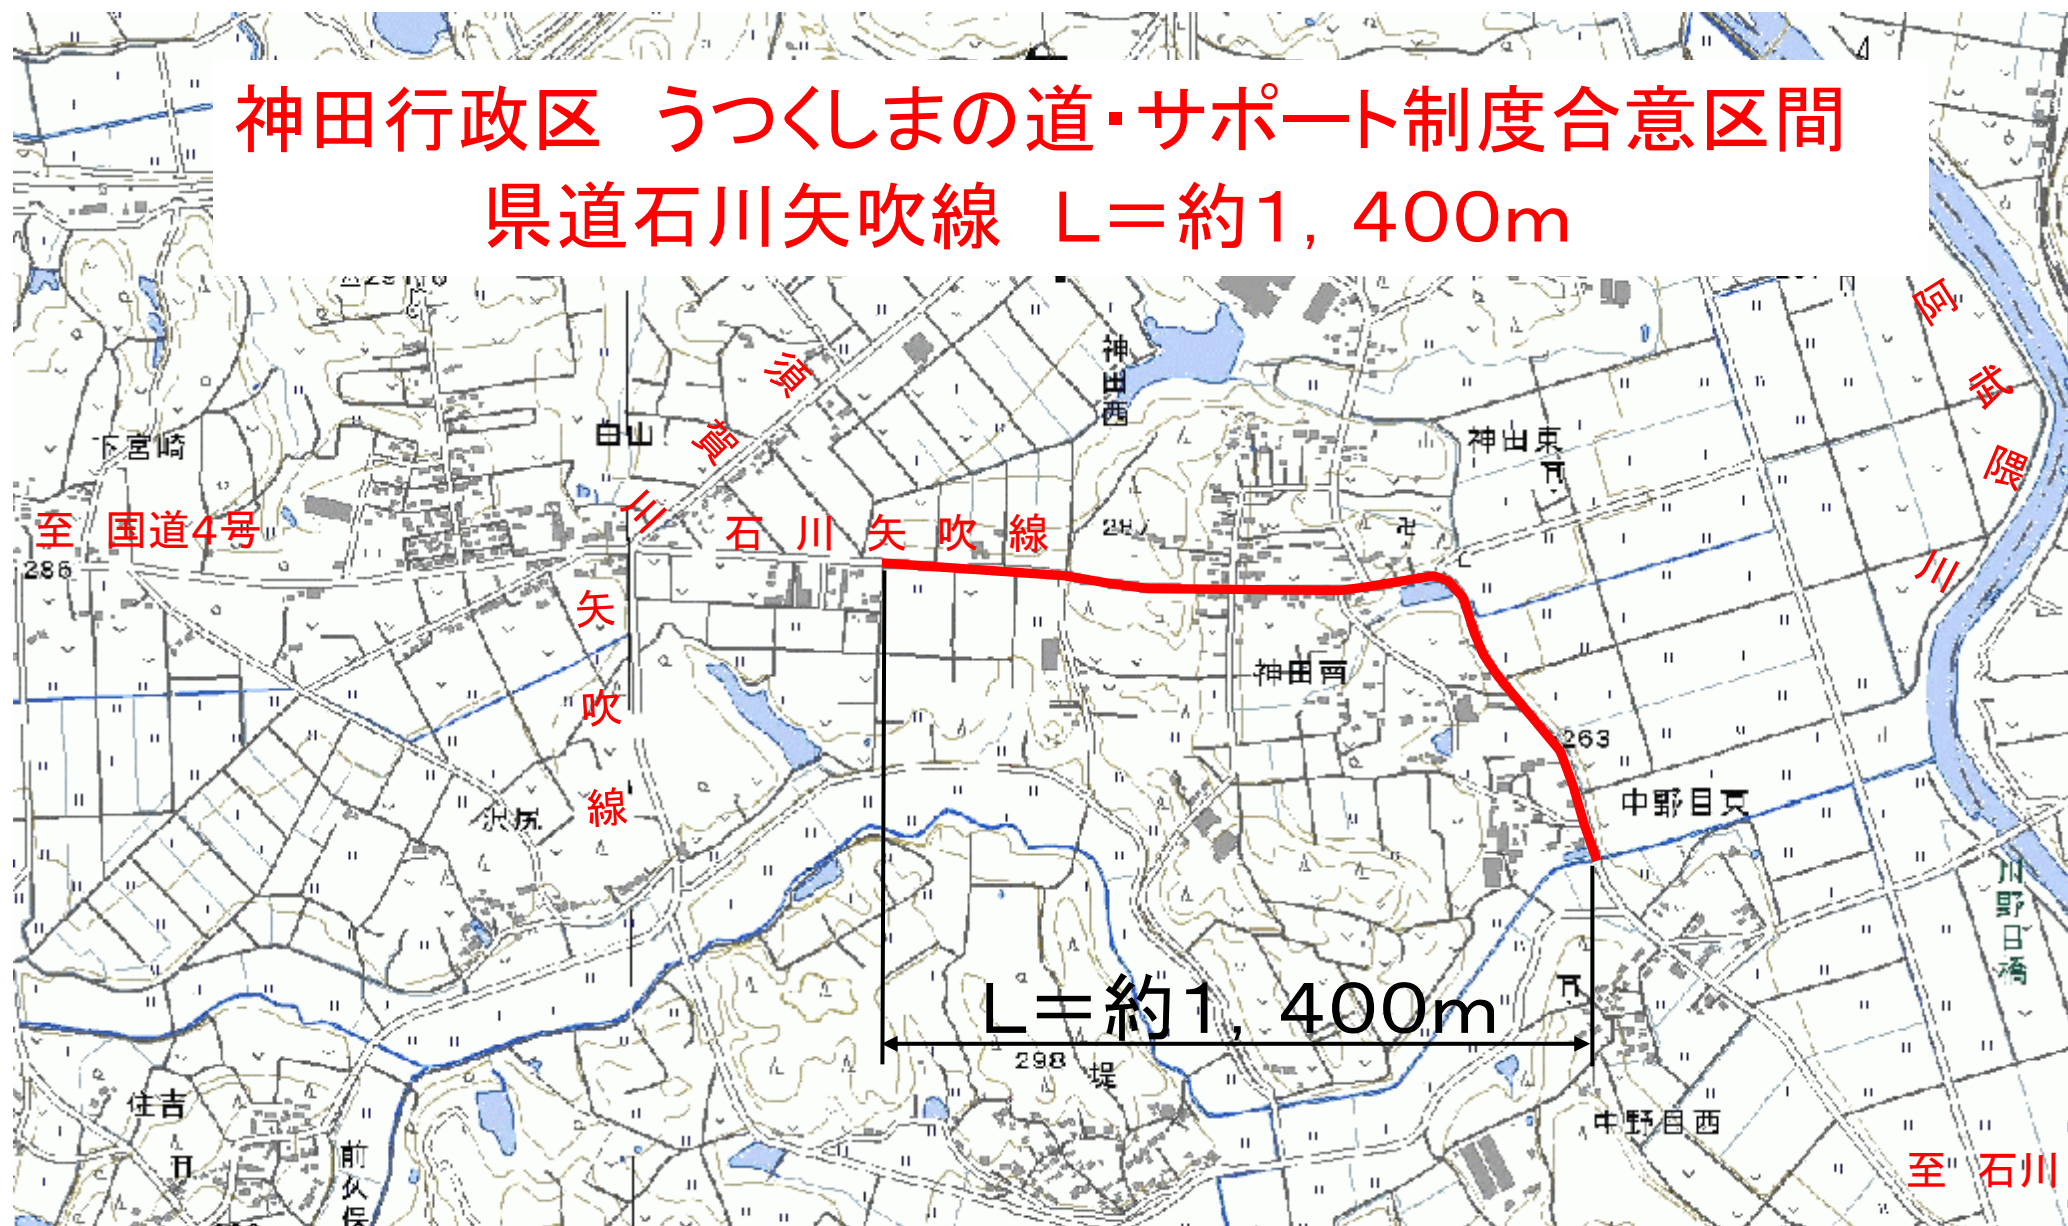 神田行政区　うつくしまの道・サポート制度合意区間
県道石川矢吹線　L＝約1，400m
阿武隈川
須賀川
矢吹線
神田西
白山
下宮崎
神田東
至　国道4号
石川矢吹線
286
287
神田南
263
沢尻
中野目東
川野目橋
L＝約1，400m
298
堤
住吉
中野目西
至　石川